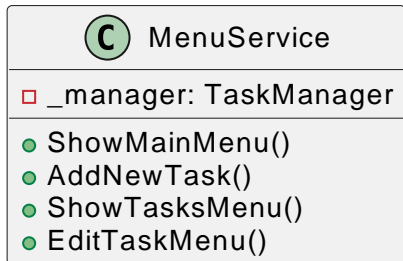 C MenuService
_manager: TaskManager
ShowMainMenu()
AddNewTask()
ShowTasksMenu()
EditTaskMenu()